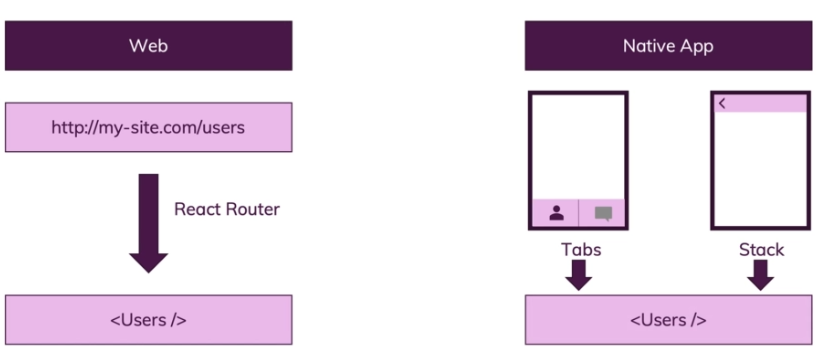 Web
http://my-site.com/users
React Router
<Users />
Native App
Tabs
Stack
<Users />